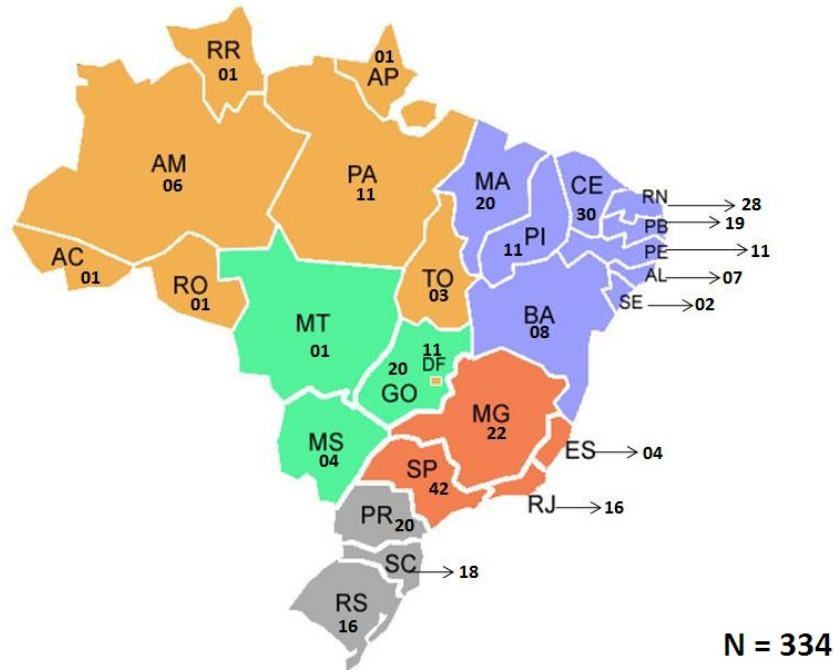 RR
01
01
AP
AM
06
PA
11
MA
20
CE
30
RN → 28
PB → 19
PI
11
PE → 11
AC
01
RO
01
TO
03
AL → 07
SE → 02
BA
08
MT
01
11
DF
20
GO
MG
22
MS
04
ES → 04
SP
42
RJ → 16
PR 20
SC → 18
RS
16
N = 334